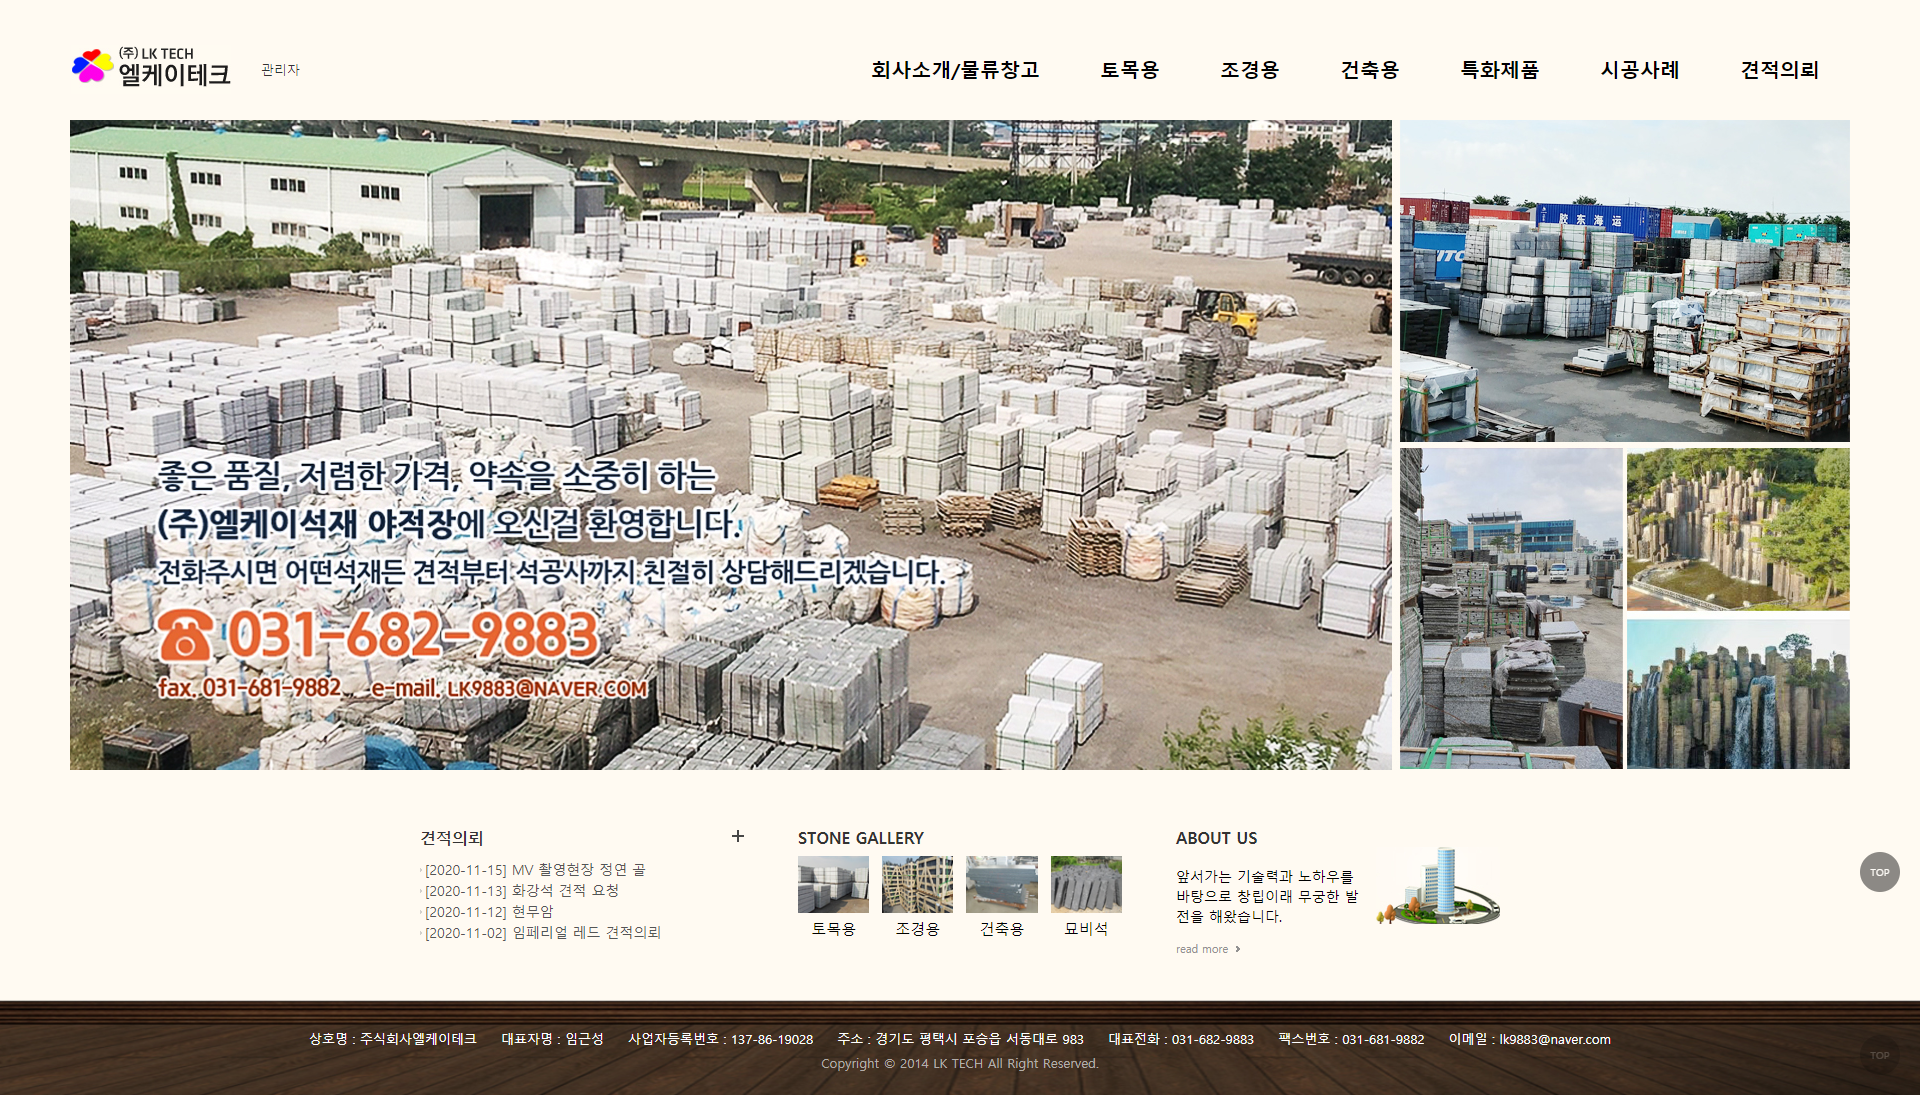 (주) LK TECH
엘케이테크
관리자
회사소개/물류창고
토목용
조경용
건축용
특화제품
시공사례
견적의뢰
胶东海运
좋은 품질, 저렴한 가격, 약속을 소중히 하는
(주)엘케이석재 야적장에 오신걸 환영합니다.
전화주시면 어떤석재든 견적부터 석공사까지 친절히 상담해드리겠습니다.
031-682-9883
fax. 031-681-9882 e-mail. LK9883@NAVER.COM
견적의뢰
[2020-11-15] MV 촬영현장 정연 골
[2020-11-13] 화강석 견적 요청
[2020-11-12] 현무암
[2020-11-02] 임페리얼 레드 견적의뢰
STONE GALLERY
토목용
조경용
건축용
묘비석
ABOUT US
앞서가는 기술력과 노하우를
바탕으로 창립이래 무궁한 발
전을 해왔습니다.
read more
TOP
상호명 : 주식회사엘케이테크 대표자명 : 임근성 사업자등록번호 : 137-86-19028 주소 : 경기도 평택시 포승읍 서동대로 983 대표전화 : 031-682-9883 팩스번호 : 031-681-9882 이메일 : lk9883@naver.com
Copyright © 2014 LK TECH All Right Reserved.
TOP